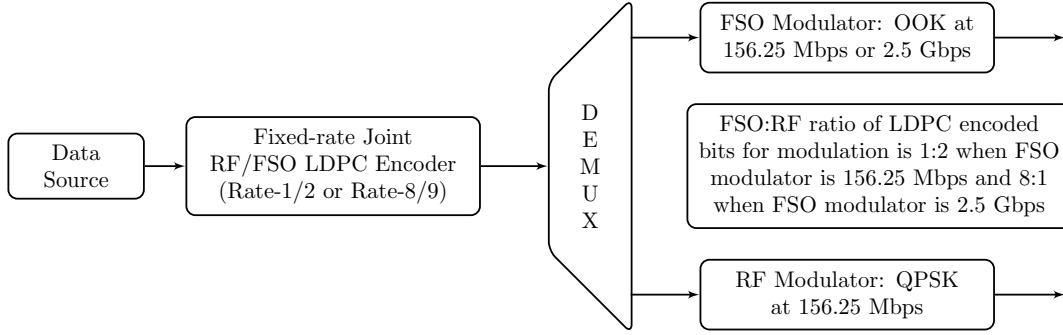 Data
Source
Fixed-rate Joint
RF/FSO LDPC Encoder
(Rate-1/2 or Rate-8/9)
D
E
M
U
X
FSO Modulator: OOK at
156.25 Mbps or 2.5 Gbps
FSO:RF ratio of LDPC encoded
bits for modulation is 1:2 when FSO
modulator is 156.25 Mbps and 8:1
when FSO modulator is 2.5 Gbps
RF Modulator: QPSK
at 156.25 Mbps